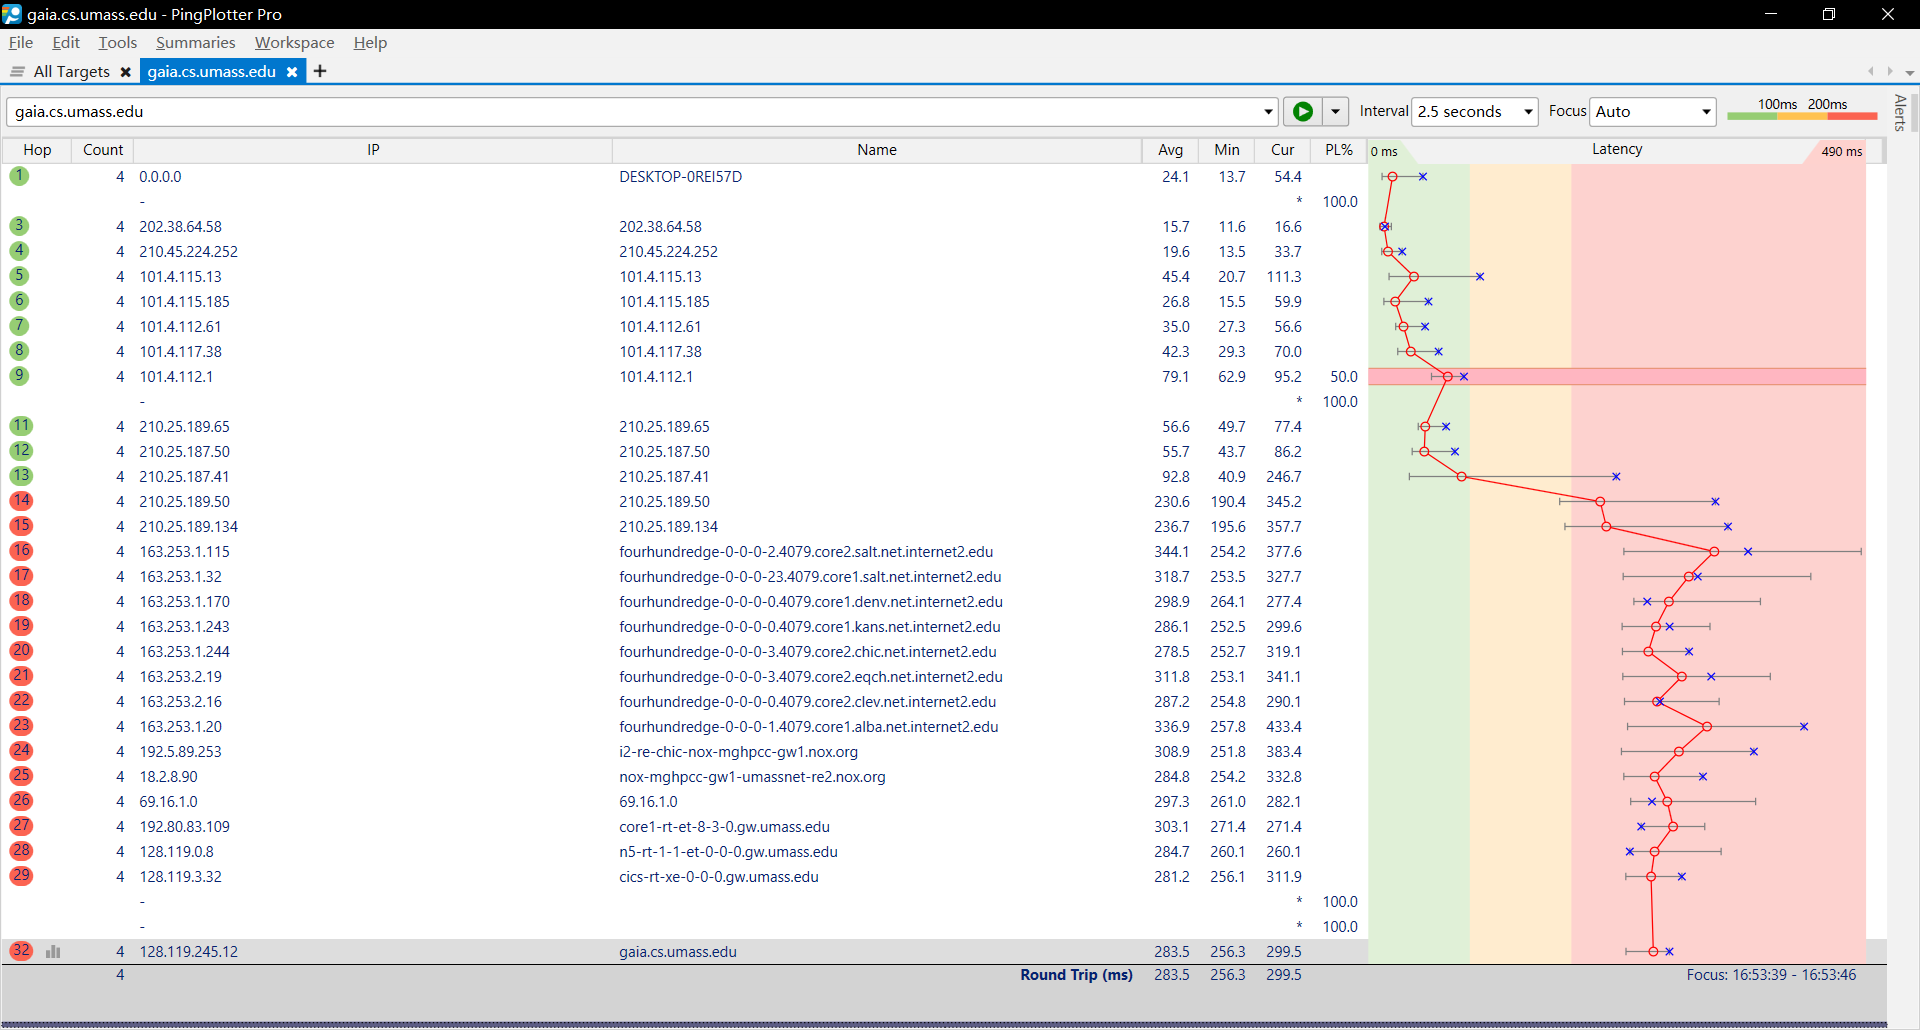 gaia.cs.umass.edu - PingPlotter Pro
File Edit Tools Summaries Workspace Help
All Targets gaia.cs.umass.edu
gaia.cs.umass.edu Interval 2.5 seconds Focus Auto 100ms 200ms Alerts
Hop Count IP Name Avg Min Cur PL% 0 ms Latency 490 ms
1 4 0.0.0.0 DESKTOP-0REI57D 24.1 13.7 54.4
- * 100.0
3 4 202.38.64.58 202.38.64.58 15.7 11.6 16.6
4 4 210.45.224.252 210.45.224.252 19.6 13.5 33.7
5 4 101.4.115.13 101.4.115.13 45.4 20.7 111.3
6 4 101.4.115.185 101.4.115.185 26.8 15.5 59.9
7 4 101.4.112.61 101.4.112.61 35.0 27.3 56.6
8 4 101.4.117.38 101.4.117.38 42.3 29.3 70.0
9 4 101.4.112.1 101.4.112.1 79.1 62.9 95.2 50.0
- * 100.0
11 4 210.25.189.65 210.25.189.65 56.6 49.7 77.4
12 4 210.25.187.50 210.25.187.50 55.7 43.7 86.2
13 4 210.25.187.41 210.25.187.41 92.8 40.9 246.7
14 4 210.25.189.50 210.25.189.50 230.6 190.4 345.2
15 4 210.25.189.134 210.25.189.134 236.7 195.6 357.7
16 4 163.253.1.115 fourhundredge-0-0-0-2.4079.core2.salt.net.internet2.edu 344.1 254.2 377.6
17 4 163.253.1.32 fourhundredge-0-0-0-23.4079.core1.salt.net.internet2.edu 318.7 253.5 327.7
18 4 163.253.1.170 fourhundredge-0-0-0-0.4079.core1.denv.net.internet2.edu 298.9 264.1 277.4
19 4 163.253.1.243 fourhundredge-0-0-0-0.4079.core1.kans.net.internet2.edu 286.1 252.5 299.6
20 4 163.253.1.244 fourhundredge-0-0-0-3.4079.core2.chic.net.internet2.edu 278.5 252.7 319.1
21 4 163.253.2.19 fourhundredge-0-0-0-3.4079.core2.eqch.net.internet2.edu 311.8 253.1 341.1
22 4 163.253.2.16 fourhundredge-0-0-0-0.4079.core2.clev.net.internet2.edu 287.2 254.8 290.1
23 4 163.253.1.20 fourhundredge-0-0-0-1.4079.core1.alba.net.internet2.edu 336.9 257.8 433.4
24 4 192.5.89.253 i2-re-chic-nox-mghpcc-gw1.nox.org 308.9 251.8 383.4
25 4 18.2.8.90 nox-mghpcc-gw1-umassnet-re2.nox.org 284.8 254.2 332.8
26 4 69.16.1.0 69.16.1.0 297.3 261.0 282.1
27 4 192.80.83.109 core1-rt-et-8-3-0.gw.umass.edu 303.1 271.4 271.4
28 4 128.119.0.8 n5-rt-1-1-et-0-0-0.gw.umass.edu 284.7 260.1 260.1
29 4 128.119.3.32 cics-rt-xe-0-0-0.gw.umass.edu 281.2 256.1 311.9
- * 100.0
- * 100.0
32 4 128.119.245.12 gaia.cs.umass.edu 283.5 256.3 299.5
4 Round Trip (ms) 283.5 256.3 299.5 Focus: 16:53:39 - 16:53:46